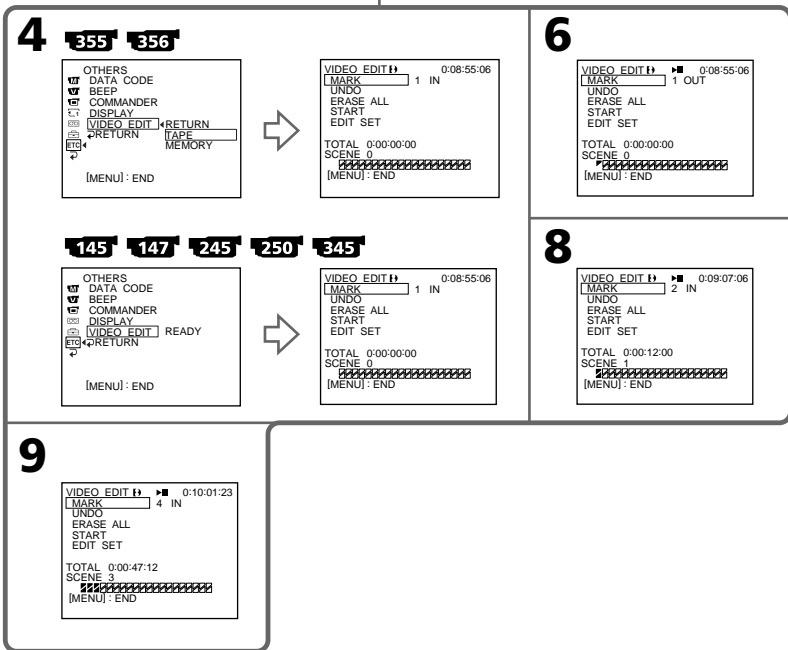 4
355 356
OTHERS
DATA CODE
BEEP
COMMANDER
DISPLAY
VIDEO EDIT RETURN
RETURN TAPE
ETC MEMORY
[MENU] : END
VIDEO EDIT 0:08:55:06
MARK 1 IN
UNDO
ERASE ALL
START
EDIT SET
TOTAL 0:00:00:00
SCENE 0
[MENU] : END
145 147 245 250 345
OTHERS
DATA CODE
BEEP
COMMANDER
DISPLAY
VIDEO EDIT READY
ETC RETURN
[MENU] : END
VIDEO EDIT 0:08:55:06
MARK 1 IN
UNDO
ERASE ALL
START
EDIT SET
TOTAL 0:00:00:00
SCENE 0
[MENU] : END
6
VIDEO EDIT 0:08:55:06
MARK 1 OUT
UNDO
ERASE ALL
START
EDIT SET
TOTAL 0:00:00:00
SCENE 0
[MENU] : END
8
VIDEO EDIT 0:09:07:06
MARK 2 IN
UNDO
ERASE ALL
START
EDIT SET
TOTAL 0:00:12:00
SCENE 1
[MENU] : END
9
VIDEO EDIT 0:10:01:23
MARK 4 IN
UNDO
ERASE ALL
START
EDIT SET
TOTAL 0:00:47:12
SCENE 3
[MENU] : END